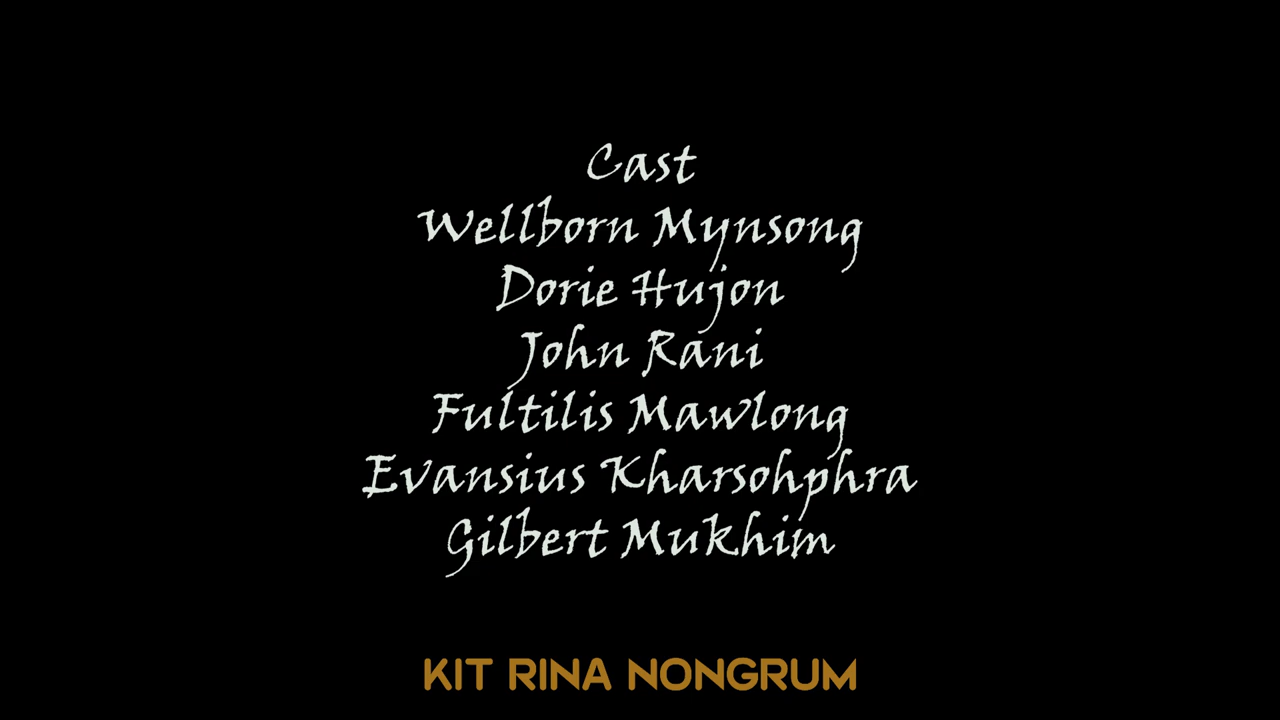 Cast
Wellborn Mynsong
Dorie Hujon
John Rani
Fultilis Mawlong
Evansius Kharsohphra
Gilbert Mukhim
KIT RINA NONGRUM